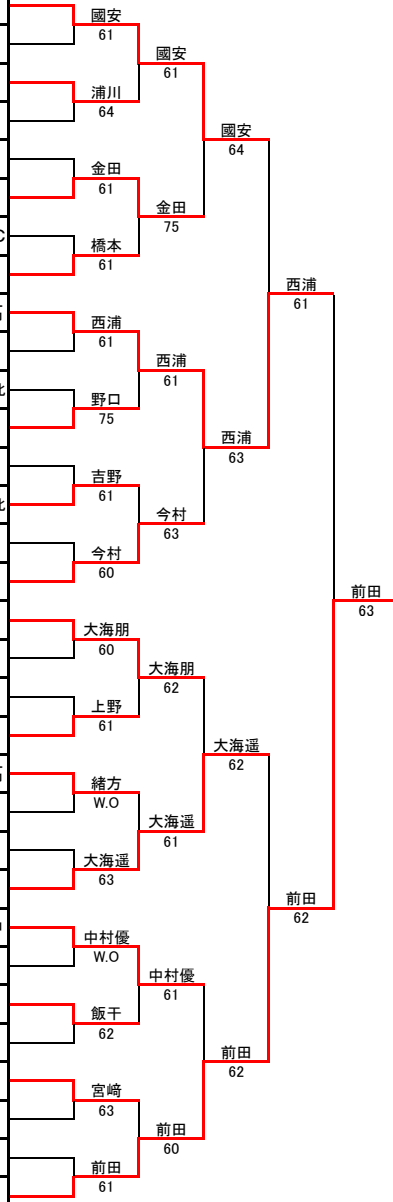 國安
61
國安
61
浦川
64
國安
64
金田
61
金田
75
橋本
61
西浦
61
西浦
61
西浦
61
野口
75
西浦
63
吉野
61
今村
63
今村
60
前田
63
大海朋
60
大海朋
62
上野
61
大海遥
62
緒方
W.O
大海遥
61
大海遥
63
前田
62
中村優
W.O
中村優
61
飯干
62
前田
62
宮﨑
63
前田
60
前田
61